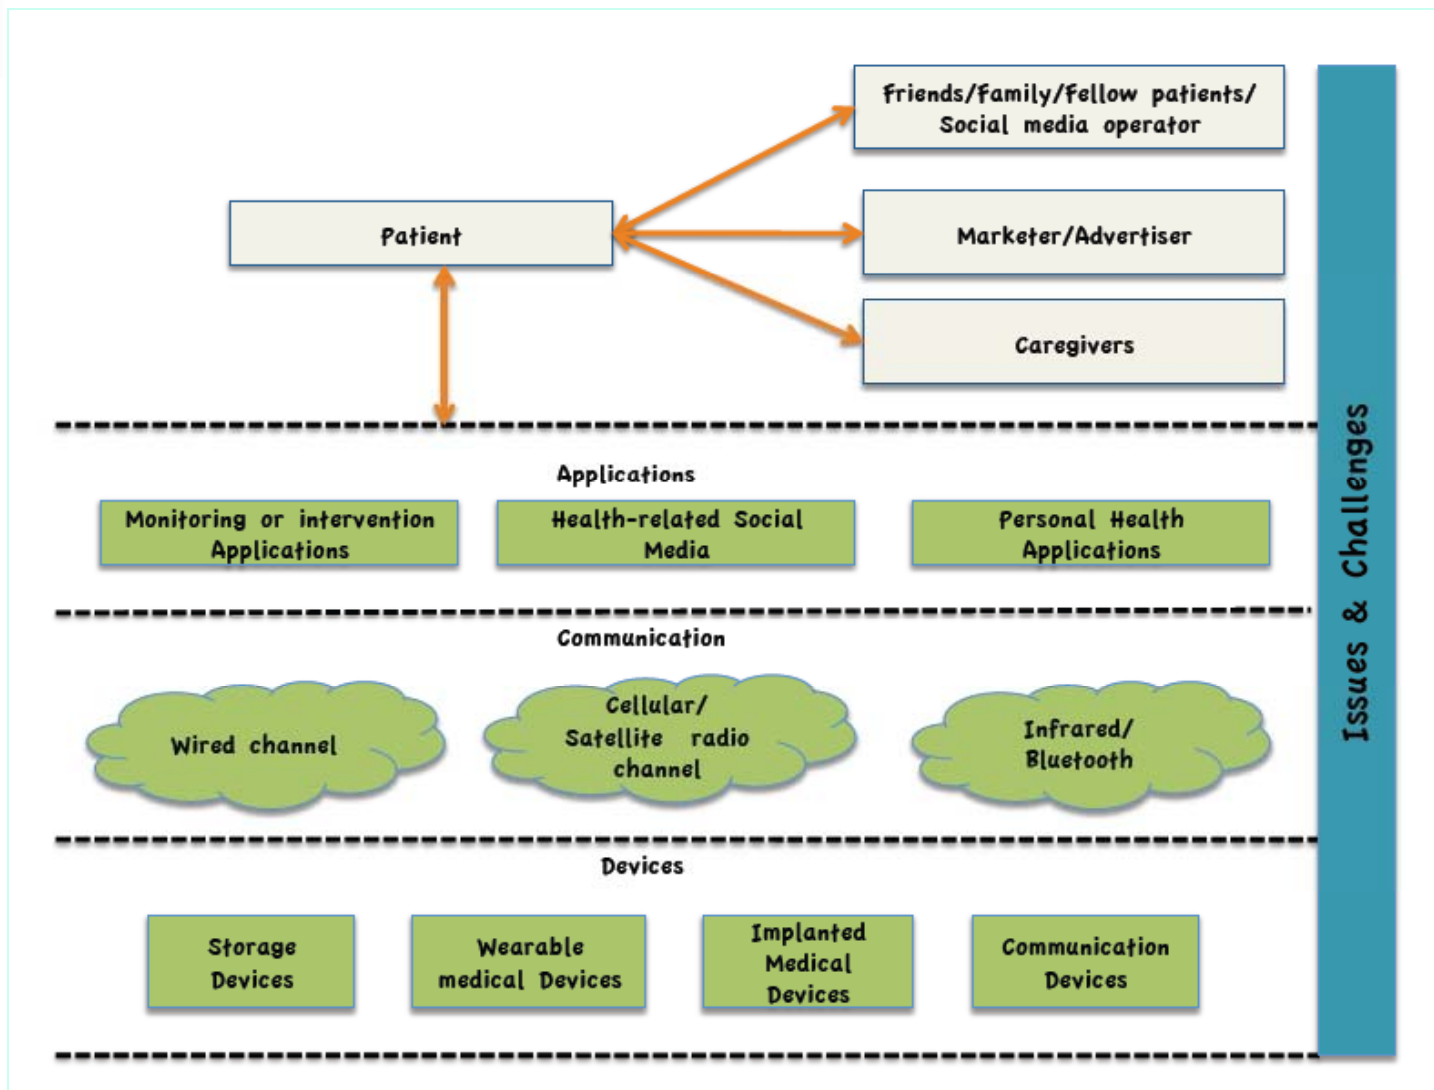 Friends/Family/Fellow patients/
Social media operator
Patient
Marketer/Advertiser
Caregivers
Applications
Monitoring or intervention
Applications
Health-related Social
Media
Personal Health
Applications
Communication
Wired channel
Cellular/
Satellite radio
channel
Infrared/
Bluetooth
Devices
Storage
Devices
Wearable
medical Devices
Implanted
Medical
Devices
Communication
Devices
Issues & Challenges